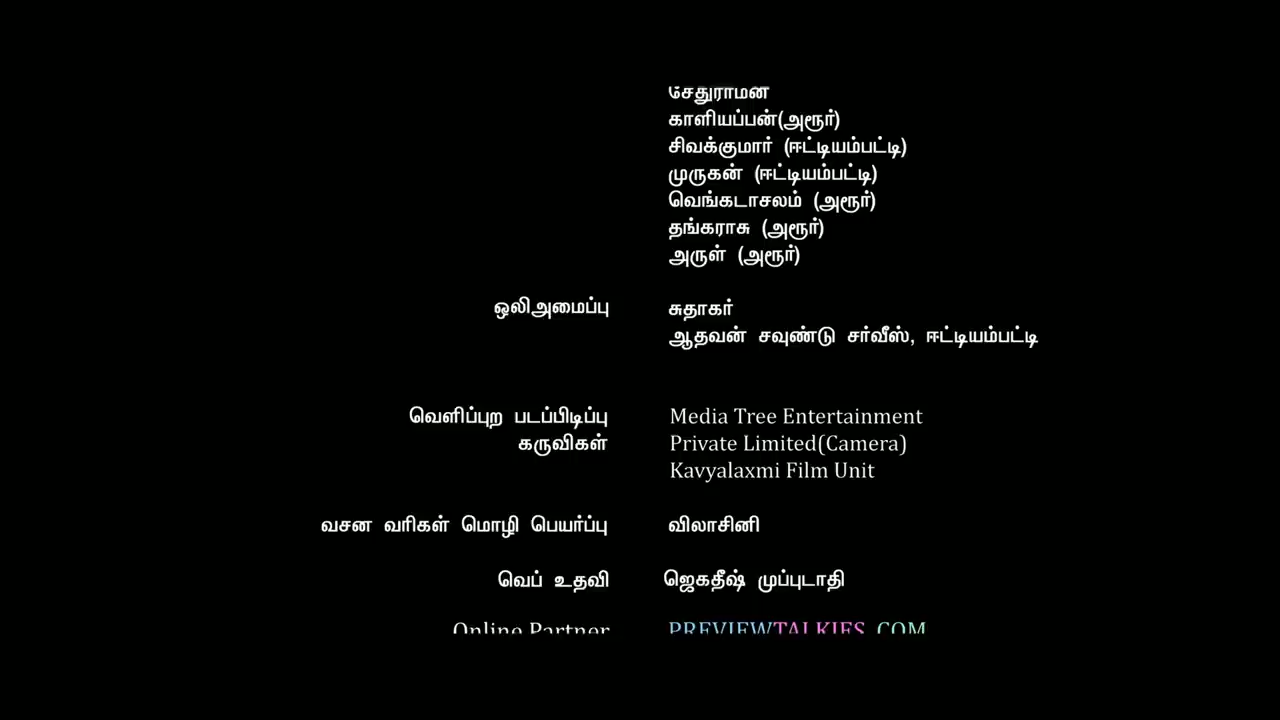 சேதுராமன்
காளியப்பன்(அரூர்)
சிவக்குமார் (ஈட்டியம்பட்டி)
முருகன் (ஈட்டியம்பட்டி)
வெங்கடாசலம் (அரூர்)
தங்கராசு (அரூர்)
அருள் (அரூர்)
ஒலிஅமைப்பு சுதாகர்
ஆதவன் சவுண்டு சர்வீஸ், ஈட்டியம்பட்டி
வெளிப்புற படப்பிடிப்பு Media Tree Entertainment
கருவிகள் Private Limited(Camera)
Kavyalaxmi Film Unit
வசன வரிகள் மொழி பெயர்ப்பு விலாசினி
வெப் உதவி ஜெகதீஷ் முப்புடாதி
Online Partner PREVIEWTALKIES.COM